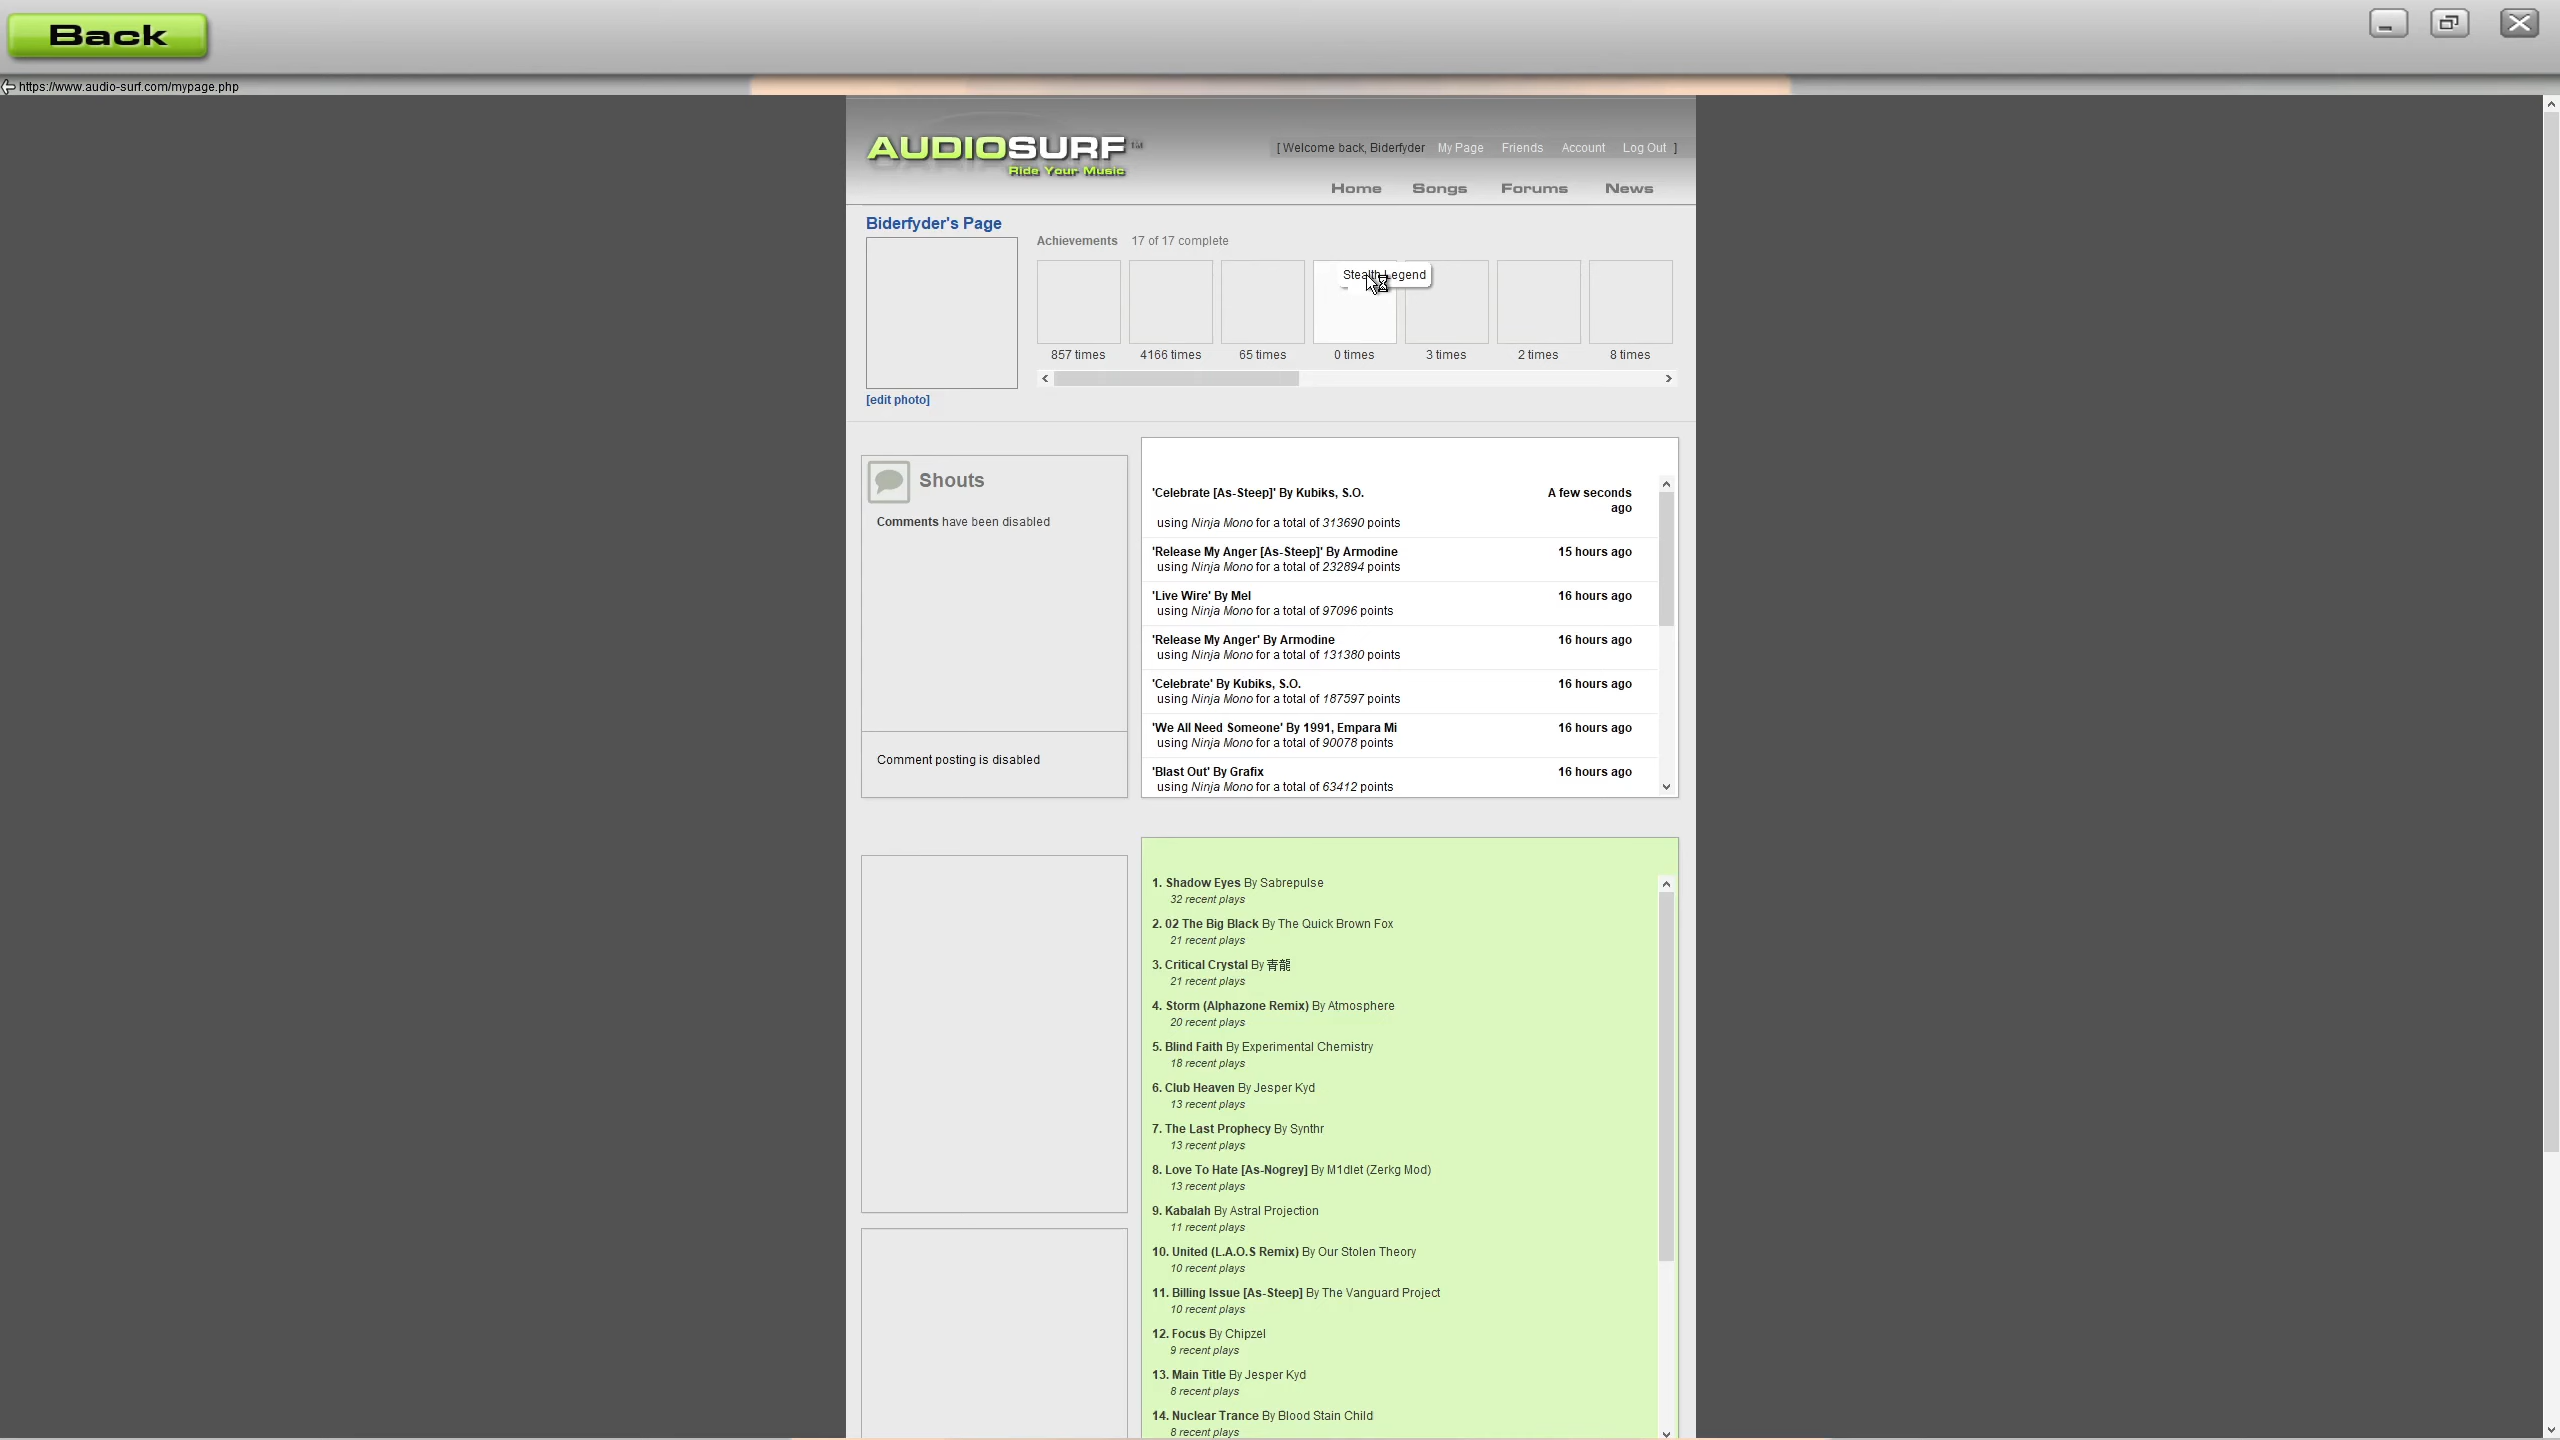 Back
https://www.audio-surf.com/mypage.php
AUDIOSURF™
Ride Your Music
[ Welcome back, Biderfyder My Page Friends Account Log Out ]
Home Songs Forums News
Biderfyder's Page
Achievements 17 of 17 complete
Stealth Legend
857 times 4166 times 65 times 0 times 3 times 2 times 8 times
[edit photo]
Shouts
Comments have been disabled
Comment posting is disabled
'Celebrate [As-Steep]' By Kubiks, S.O. A few seconds
ago
using Ninja Mono for a total of 313690 points
'Release My Anger [As-Steep]' By Armodine 15 hours ago
using Ninja Mono for a total of 232894 points
'Live Wire' By Mel 16 hours ago
using Ninja Mono for a total of 97096 points
'Release My Anger' By Armodine 16 hours ago
using Ninja Mono for a total of 131380 points
'Celebrate' By Kubiks, S.O. 16 hours ago
using Ninja Mono for a total of 187597 points
'We All Need Someone' By 1991, Empara Mi 16 hours ago
using Ninja Mono for a total of 90078 points
'Blast Out' By Grafix 16 hours ago
using Ninja Mono for a total of 63412 points
1. Shadow Eyes By Sabrepulse
32 recent plays
2. 02 The Big Black By The Quick Brown Fox
21 recent plays
3. Critical Crystal By 青龍
21 recent plays
4. Storm (Alphazone Remix) By Atmosphere
20 recent plays
5. Blind Faith By Experimental Chemistry
18 recent plays
6. Club Heaven By Jesper Kyd
13 recent plays
7. The Last Prophecy By Synthr
13 recent plays
8. Love To Hate [As-Nogrey] By M1dlet (Zerkg Mod)
13 recent plays
9. Kabalah By Astral Projection
11 recent plays
10. United (L.A.O.S Remix) By Our Stolen Theory
10 recent plays
11. Billing Issue [As-Steep] By The Vanguard Project
10 recent plays
12. Focus By Chipzel
9 recent plays
13. Main Title By Jesper Kyd
8 recent plays
14. Nuclear Trance By Blood Stain Child
8 recent plays